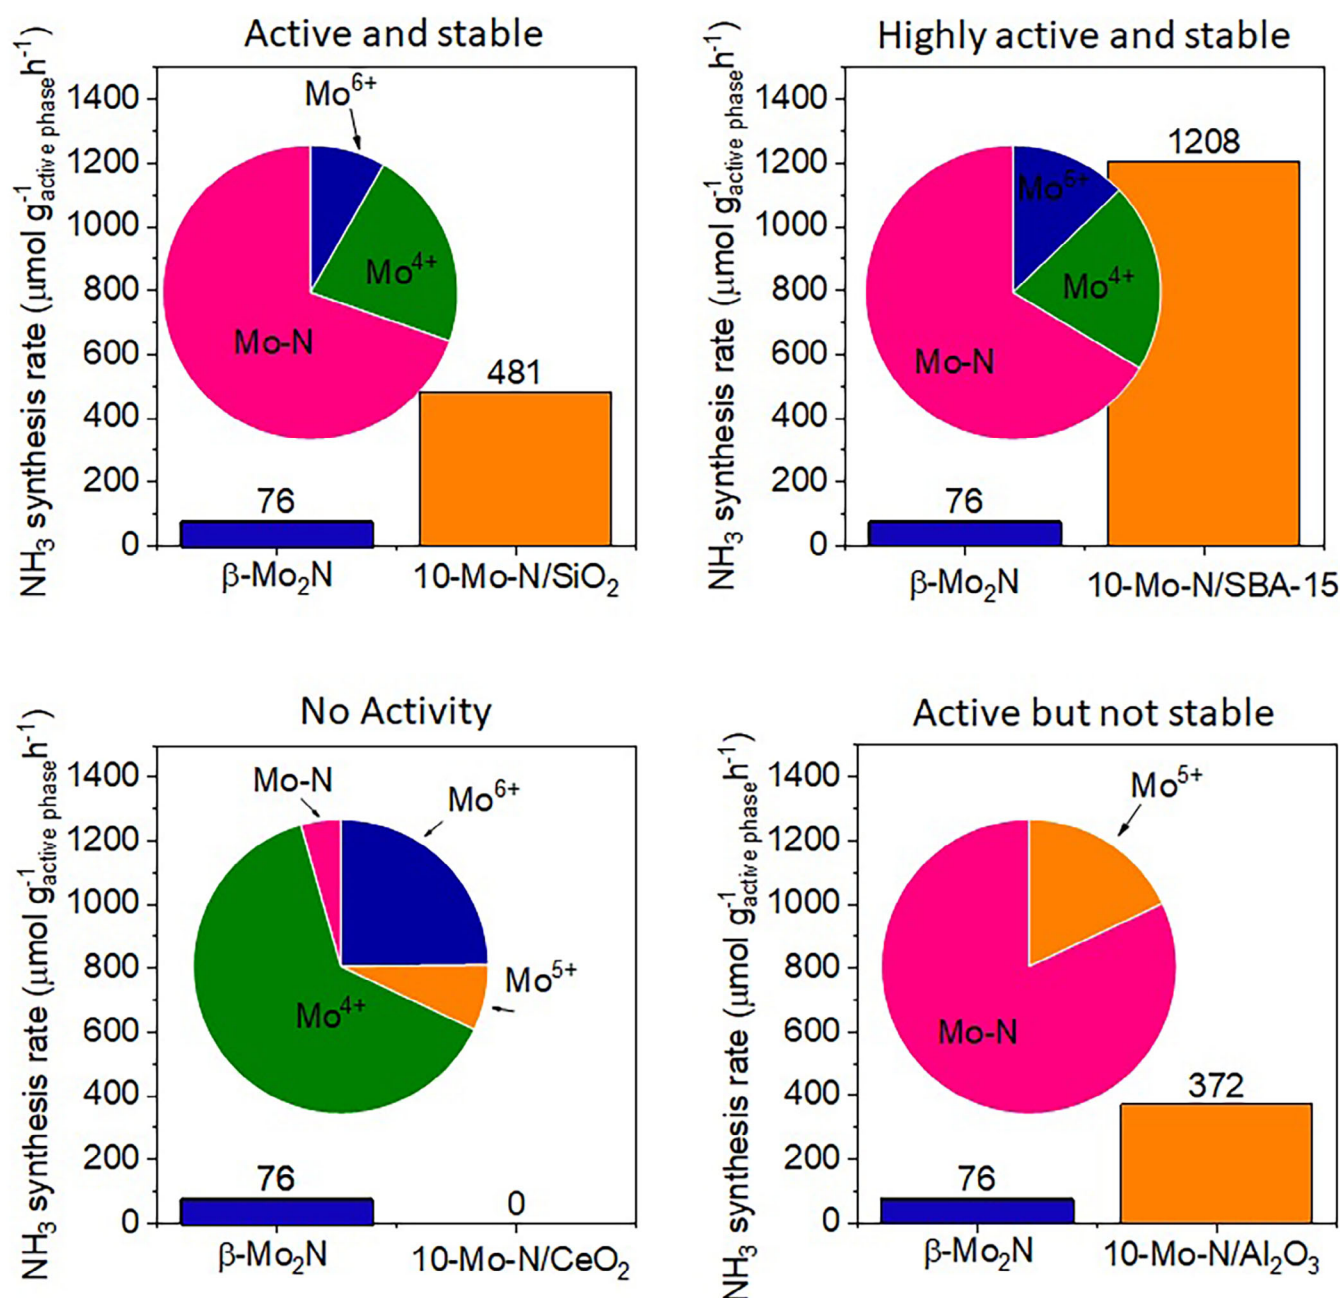 Active and stable
NH₃ synthesis rate (μmol g⁻¹ active phase h⁻¹)
1400
1200
1000
800
600
400
200
0
Mo⁶⁺
Mo⁴⁺
Mo-N
481
76
β-Mo₂N
10-Mo-N/SiO₂
Highly active and stable
NH₃ synthesis rate (μmol g⁻¹ active phase h⁻¹)
1400
1200
1000
800
600
400
200
0
1208
Mo⁶⁺
Mo⁴⁺
Mo-N
76
β-Mo₂N
10-Mo-N/SBA-15
No Activity
NH₃ synthesis rate (μmol g⁻¹ active phase h⁻¹)
1400
1200
1000
800
600
400
200
0
Mo-N
Mo⁶⁺
Mo⁵⁺
Mo⁴⁺
76
0
β-Mo₂N
10-Mo-N/CeO₂
Active but not stable
NH₃ synthesis rate (μmol g⁻¹ active phase h⁻¹)
1400
1200
1000
800
600
400
200
0
Mo⁵⁺
Mo-N
372
76
β-Mo₂N
10-Mo-N/Al₂O₃